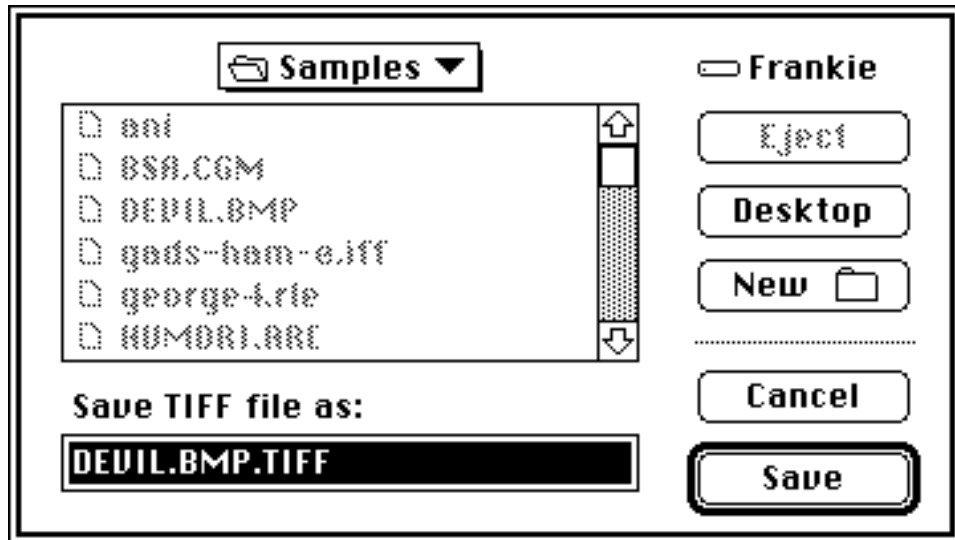 Samples
Frankie
ani
BSA.CGM
DEVIL.BMP
gads-ham-e.iff
george-4.rle
HUMOR1.ARC
Eject
Desktop
New
Save TIFF file as:
DEVIL.BMP.TIFF
Cancel
Save